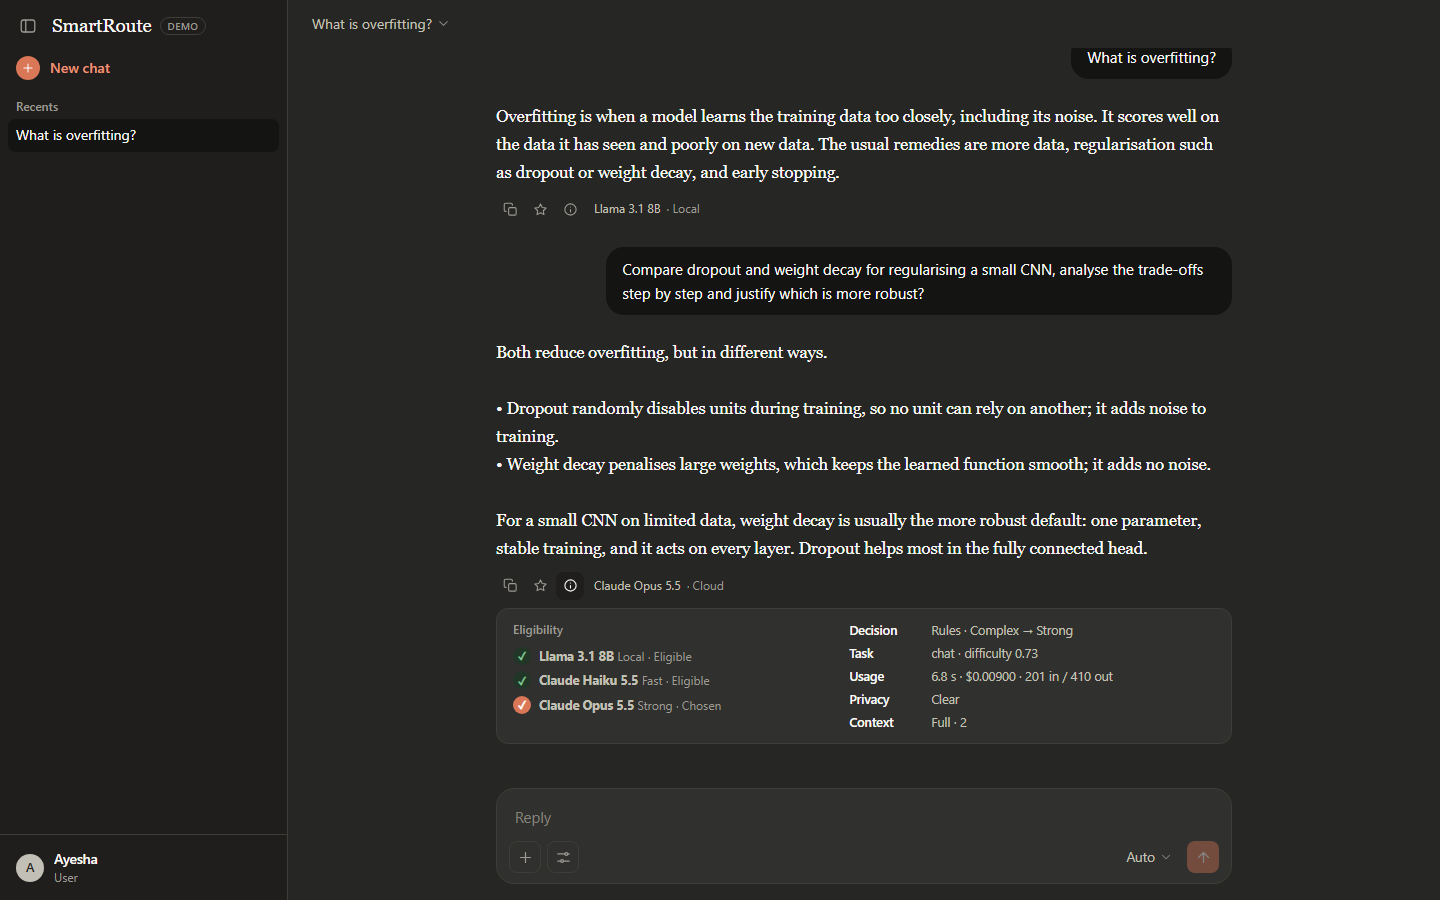 SmartRoute DEMO
New chat
Recents
What is overfitting?
A
Ayesha
User
What is overfitting?
What is overfitting?
Overfitting is when a model learns the training data too closely, including its noise. It scores well on
the data it has seen and poorly on new data. The usual remedies are more data, regularisation such
as dropout or weight decay, and early stopping.
Llama 3.1 8B · Local
Compare dropout and weight decay for regularising a small CNN, analyse the trade-offs
step by step and justify which is more robust?
Both reduce overfitting, but in different ways.
• Dropout randomly disables units during training, so no unit can rely on another; it adds noise to
training.
• Weight decay penalises large weights, which keeps the learned function smooth; it adds no noise.
For a small CNN on limited data, weight decay is usually the more robust default: one parameter,
stable training, and it acts on every layer. Dropout helps most in the fully connected head.
Claude Opus 5.5 · Cloud
Eligibility
Llama 3.1 8B Local · Eligible
Claude Haiku 5.5 Fast · Eligible
Claude Opus 5.5 Strong · Chosen
Decision Rules · Complex → Strong
Task chat · difficulty 0.73
Usage 6.8 s · $0.00900 · 201 in / 410 out
Privacy Clear
Context Full · 2
Reply
Auto